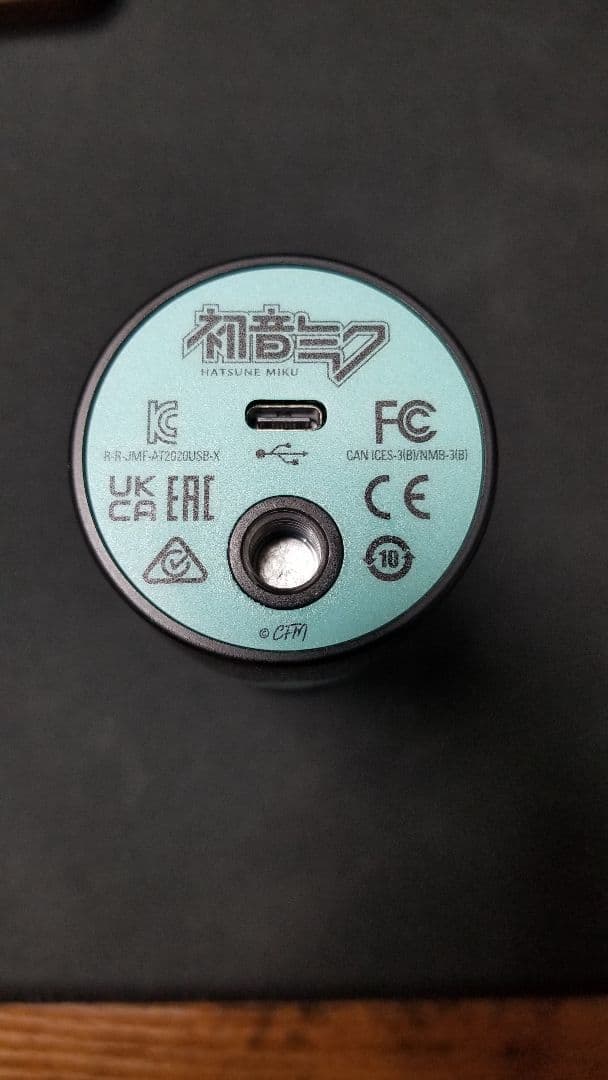 初音ミク
HATSUNE MIKU
KC
FC
R-R-JMF-AT2020USB-X
CAN ICES-3(B)/NMB-3(B)
UK
CA
EAC
CE
10
© CFM